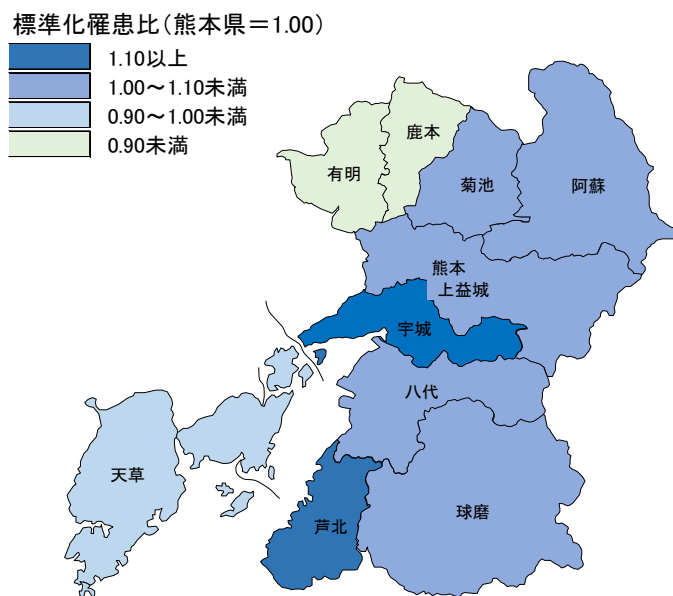 標準化罹患比(熊本県=1.00)
1.10以上
1.00~1.10未満
0.90~1.00未満
0.90未満
鹿本
有明
菊池
阿蘇
熊本
上益城
宇城
八代
天草
球磨
芦北